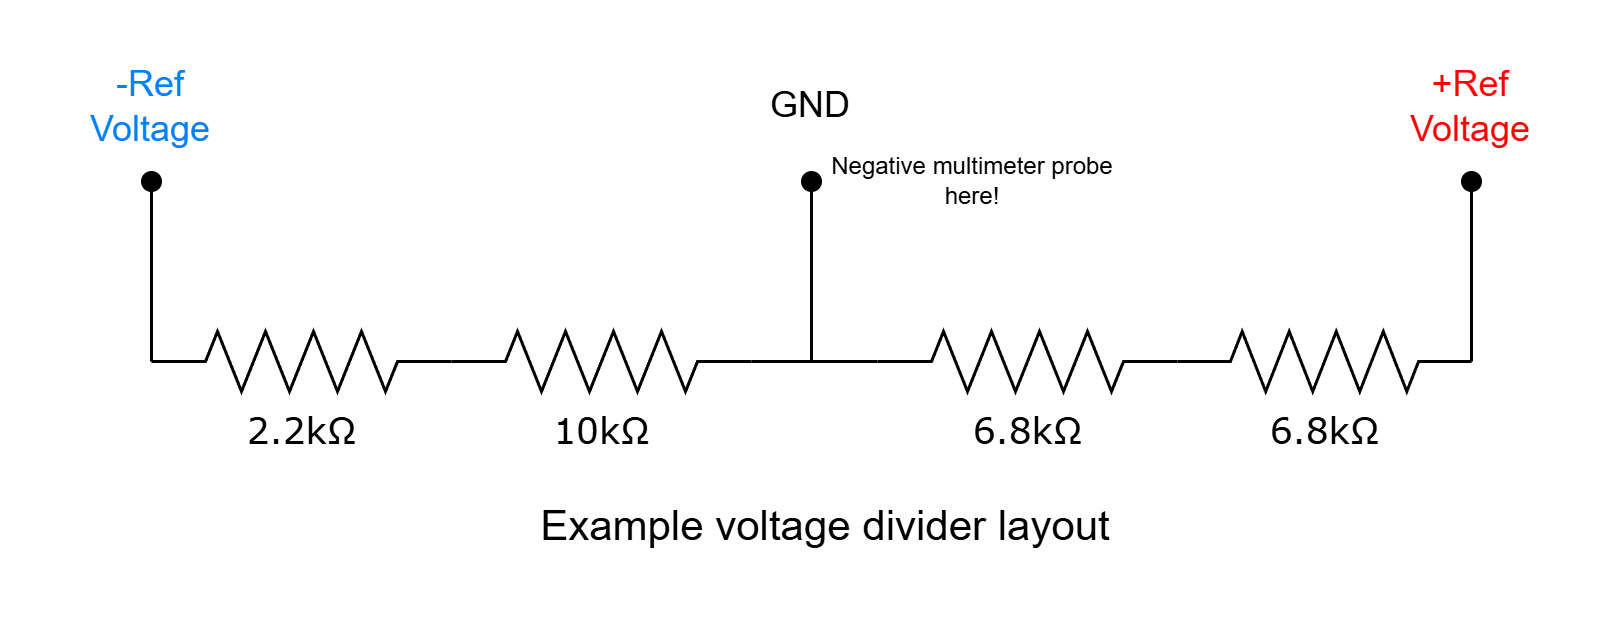 -Ref
Voltage
GND
+Ref
Voltage
Negative multimeter probe
here!
2.2kΩ
10kΩ
6.8kΩ
6.8kΩ
Example voltage divider layout